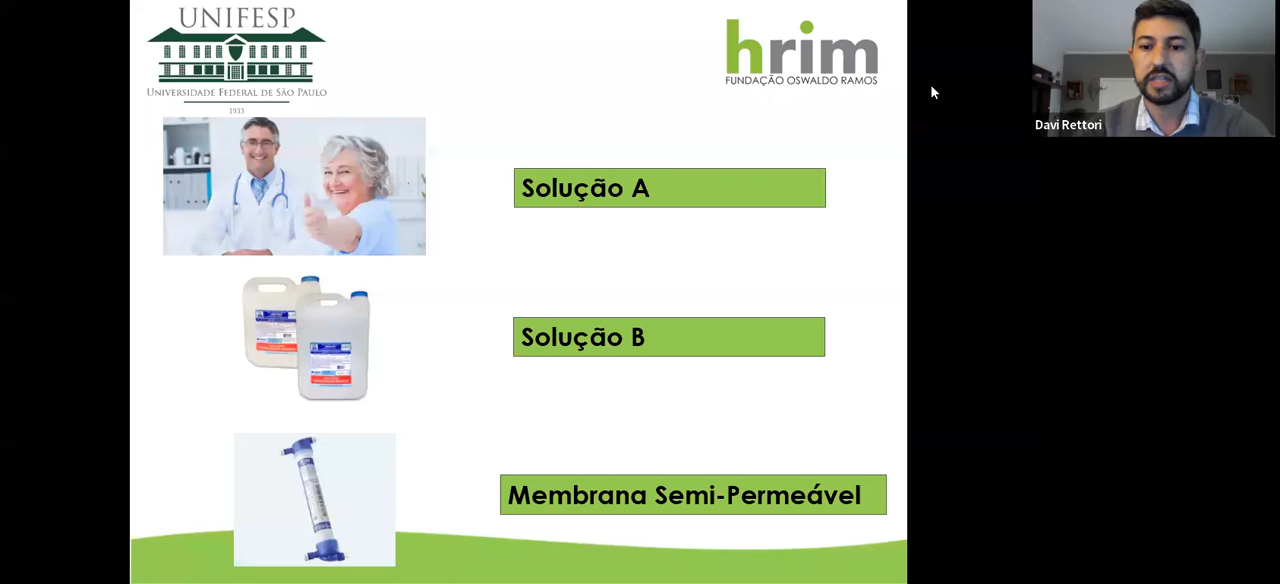 UNIFESP
UNIVERSIDADE FEDERAL DE SÃO PAULO
1933
hrim
FUNDAÇÃO OSWALDO RAMOS
Davi Rettori
Solução A
Solução B
Membrana Semi-Permeável